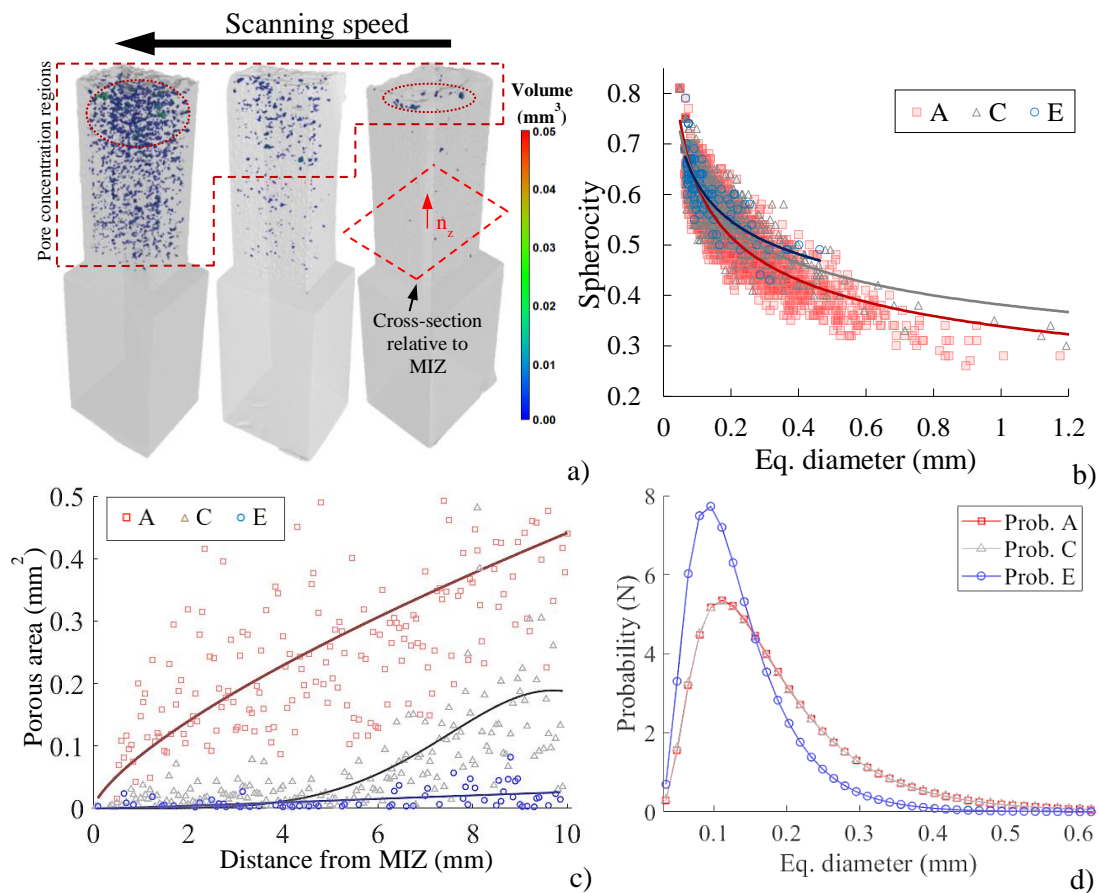 Scanning speed
Pore concentration regions
Volume
(mm³)
0.05
0.04
0.03
0.02
0.01
0.00
n_z
Cross-section
relative to
MIZ
a)
Spherocity
0.8
0.7
0.6
0.5
0.4
0.3
0.2
A C E
0 0.2 0.4 0.6 0.8 1 1.2
Eq. diameter (mm)
b)
Porous area (mm²)
0.5
0.4
0.3
0.2
0.1
0
A C E
0 2 4 6 8 10
Distance from MIZ (mm)
c)
Probability (N)
8
6
4
2
0
Prob. A
Prob. C
Prob. E
0.1 0.2 0.3 0.4 0.5 0.6
Eq. diameter (mm)
d)